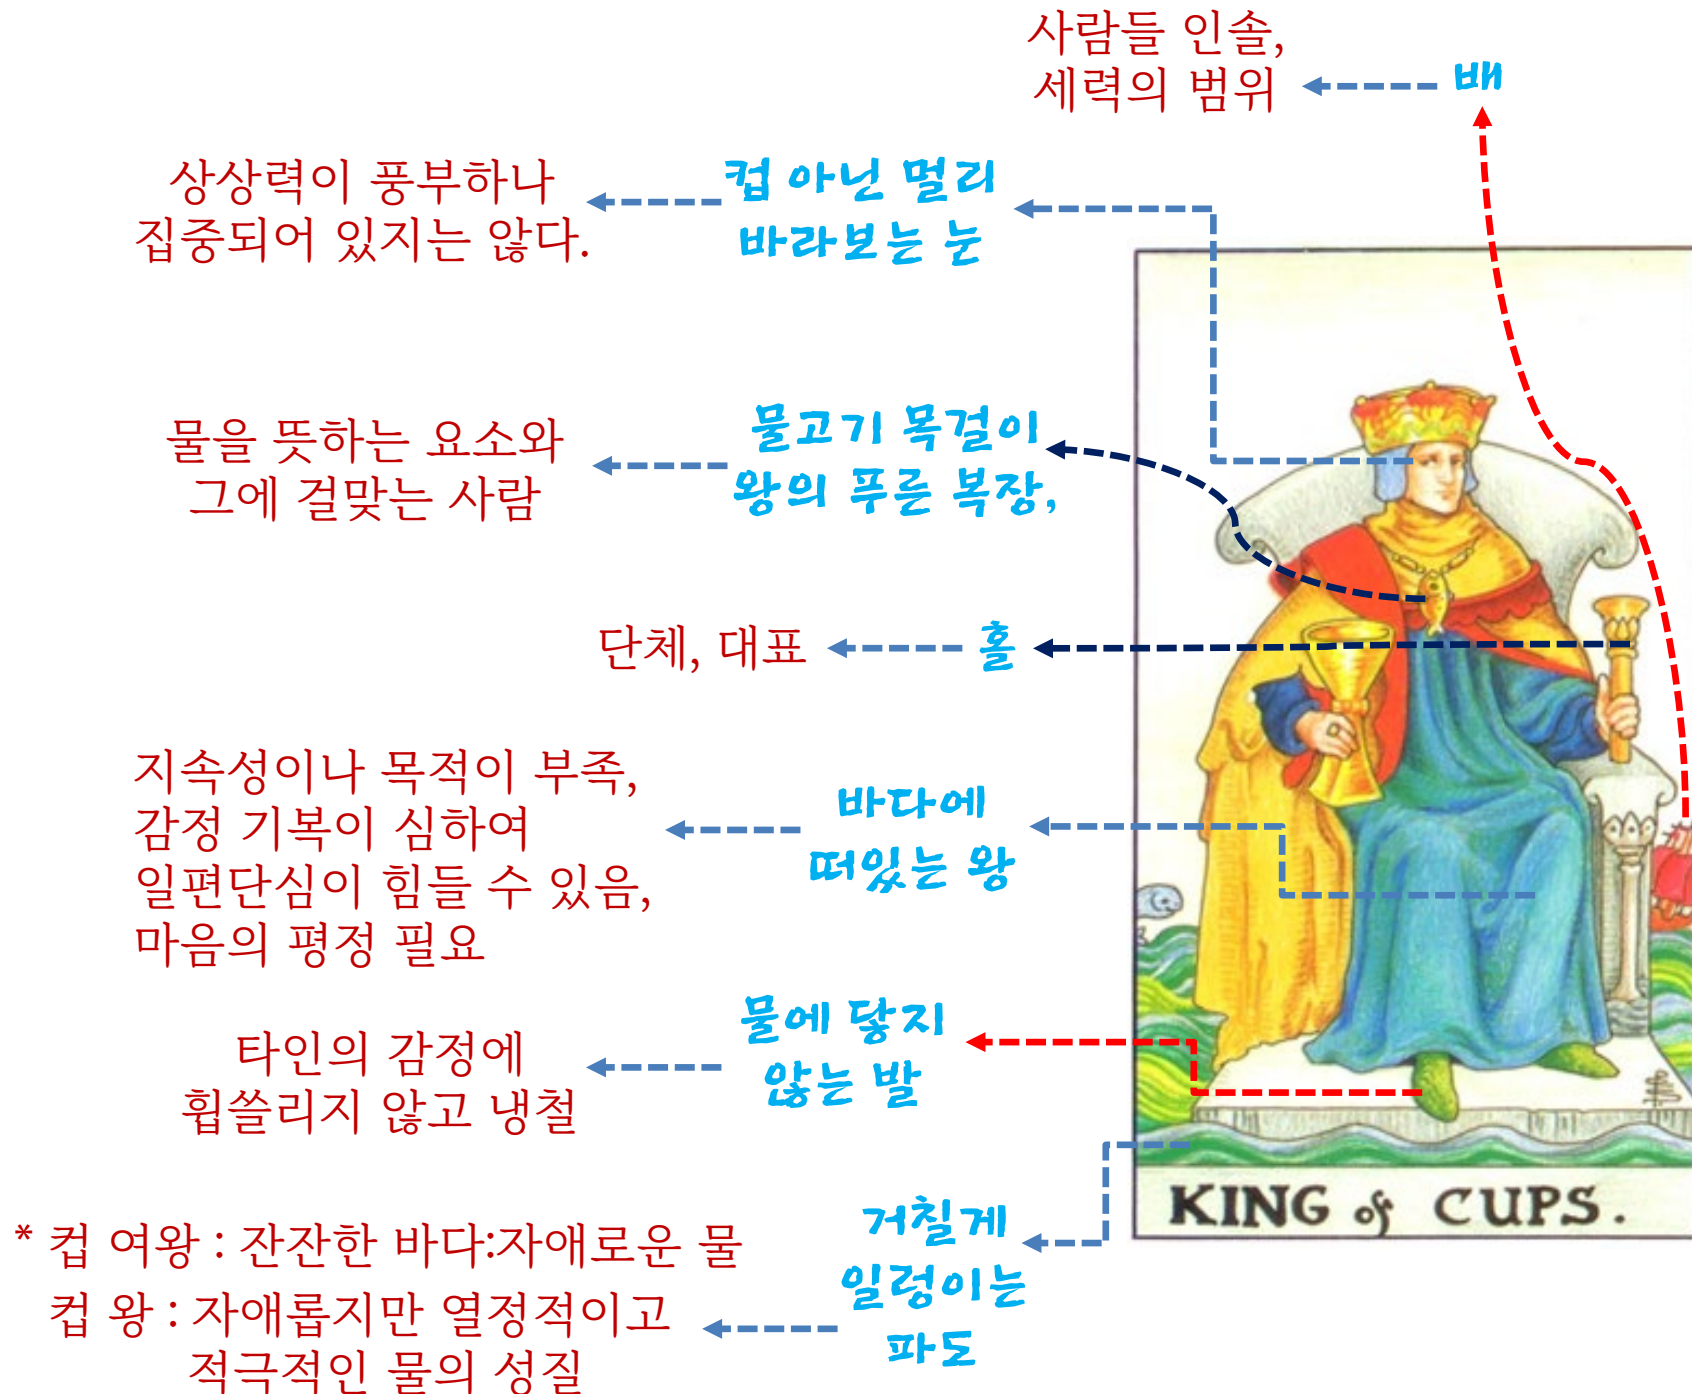 사람들 인솔,
세력의 범위
배
상상력이 풍부하나
집중되어 있지는 않다.
컵 아닌 멀리
바라보는 눈
물을 뜻하는 요소와
그에 걸맞는 사람
물고기 목걸이
왕의 푸른 복장,
단체, 대표
홀
지속성이나 목적이 부족,
감정 기복이 심하여
일편단심이 힘들 수 있음,
마음의 평정 필요
바다에
떠있는 왕
타인의 감정에
휩쓸리지 않고 냉철
물에 닿지
않는 발
* 컵 여왕 : 잔잔한 바다:자애로운 물
컵 왕 : 자애롭지만 열정적이고
적극적인 물의 성질
거칠게
일렁이는
파도
KING of CUPS.